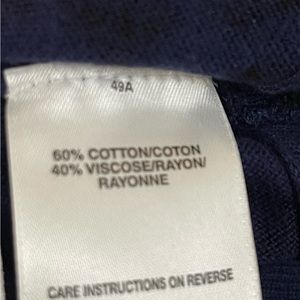 49A
60% COTTON/COTON
40% VISCOSE/RAYON/
RAYONNE
CARE INSTRUCTIONS ON REVERSE